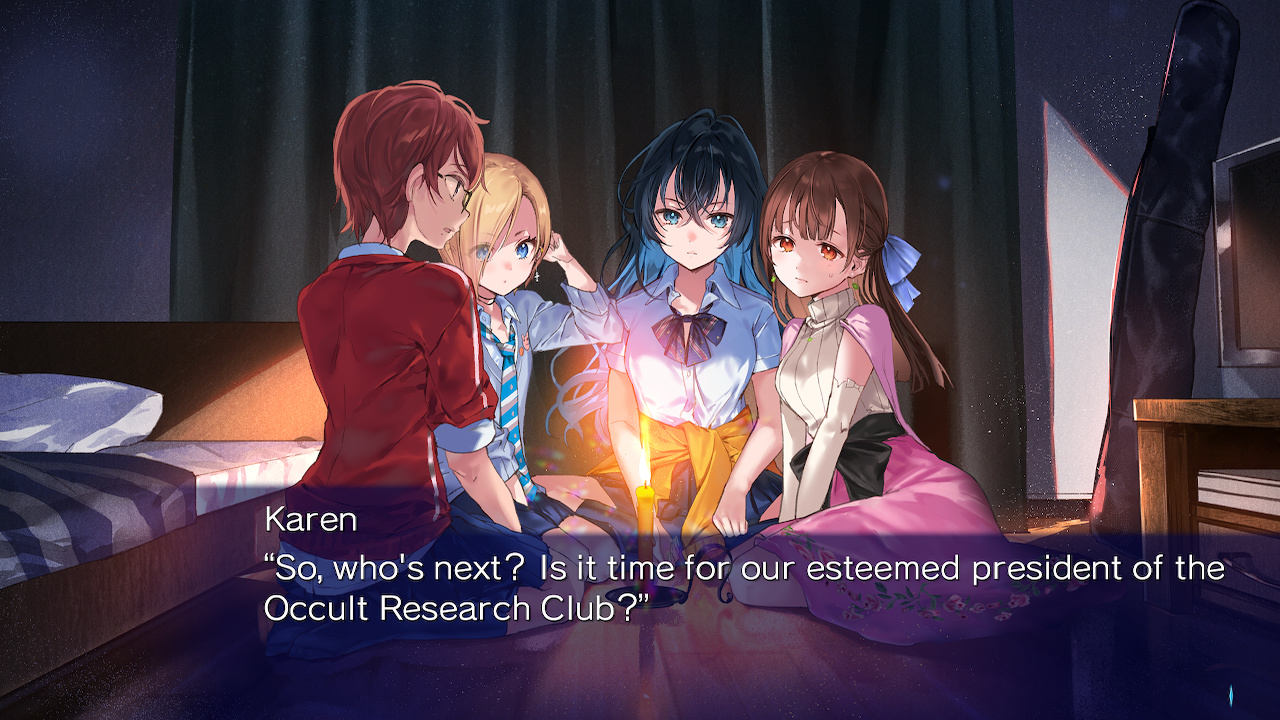 Karen
“So, who's next? Is it time for our esteemed president of the
Occult Research Club?”